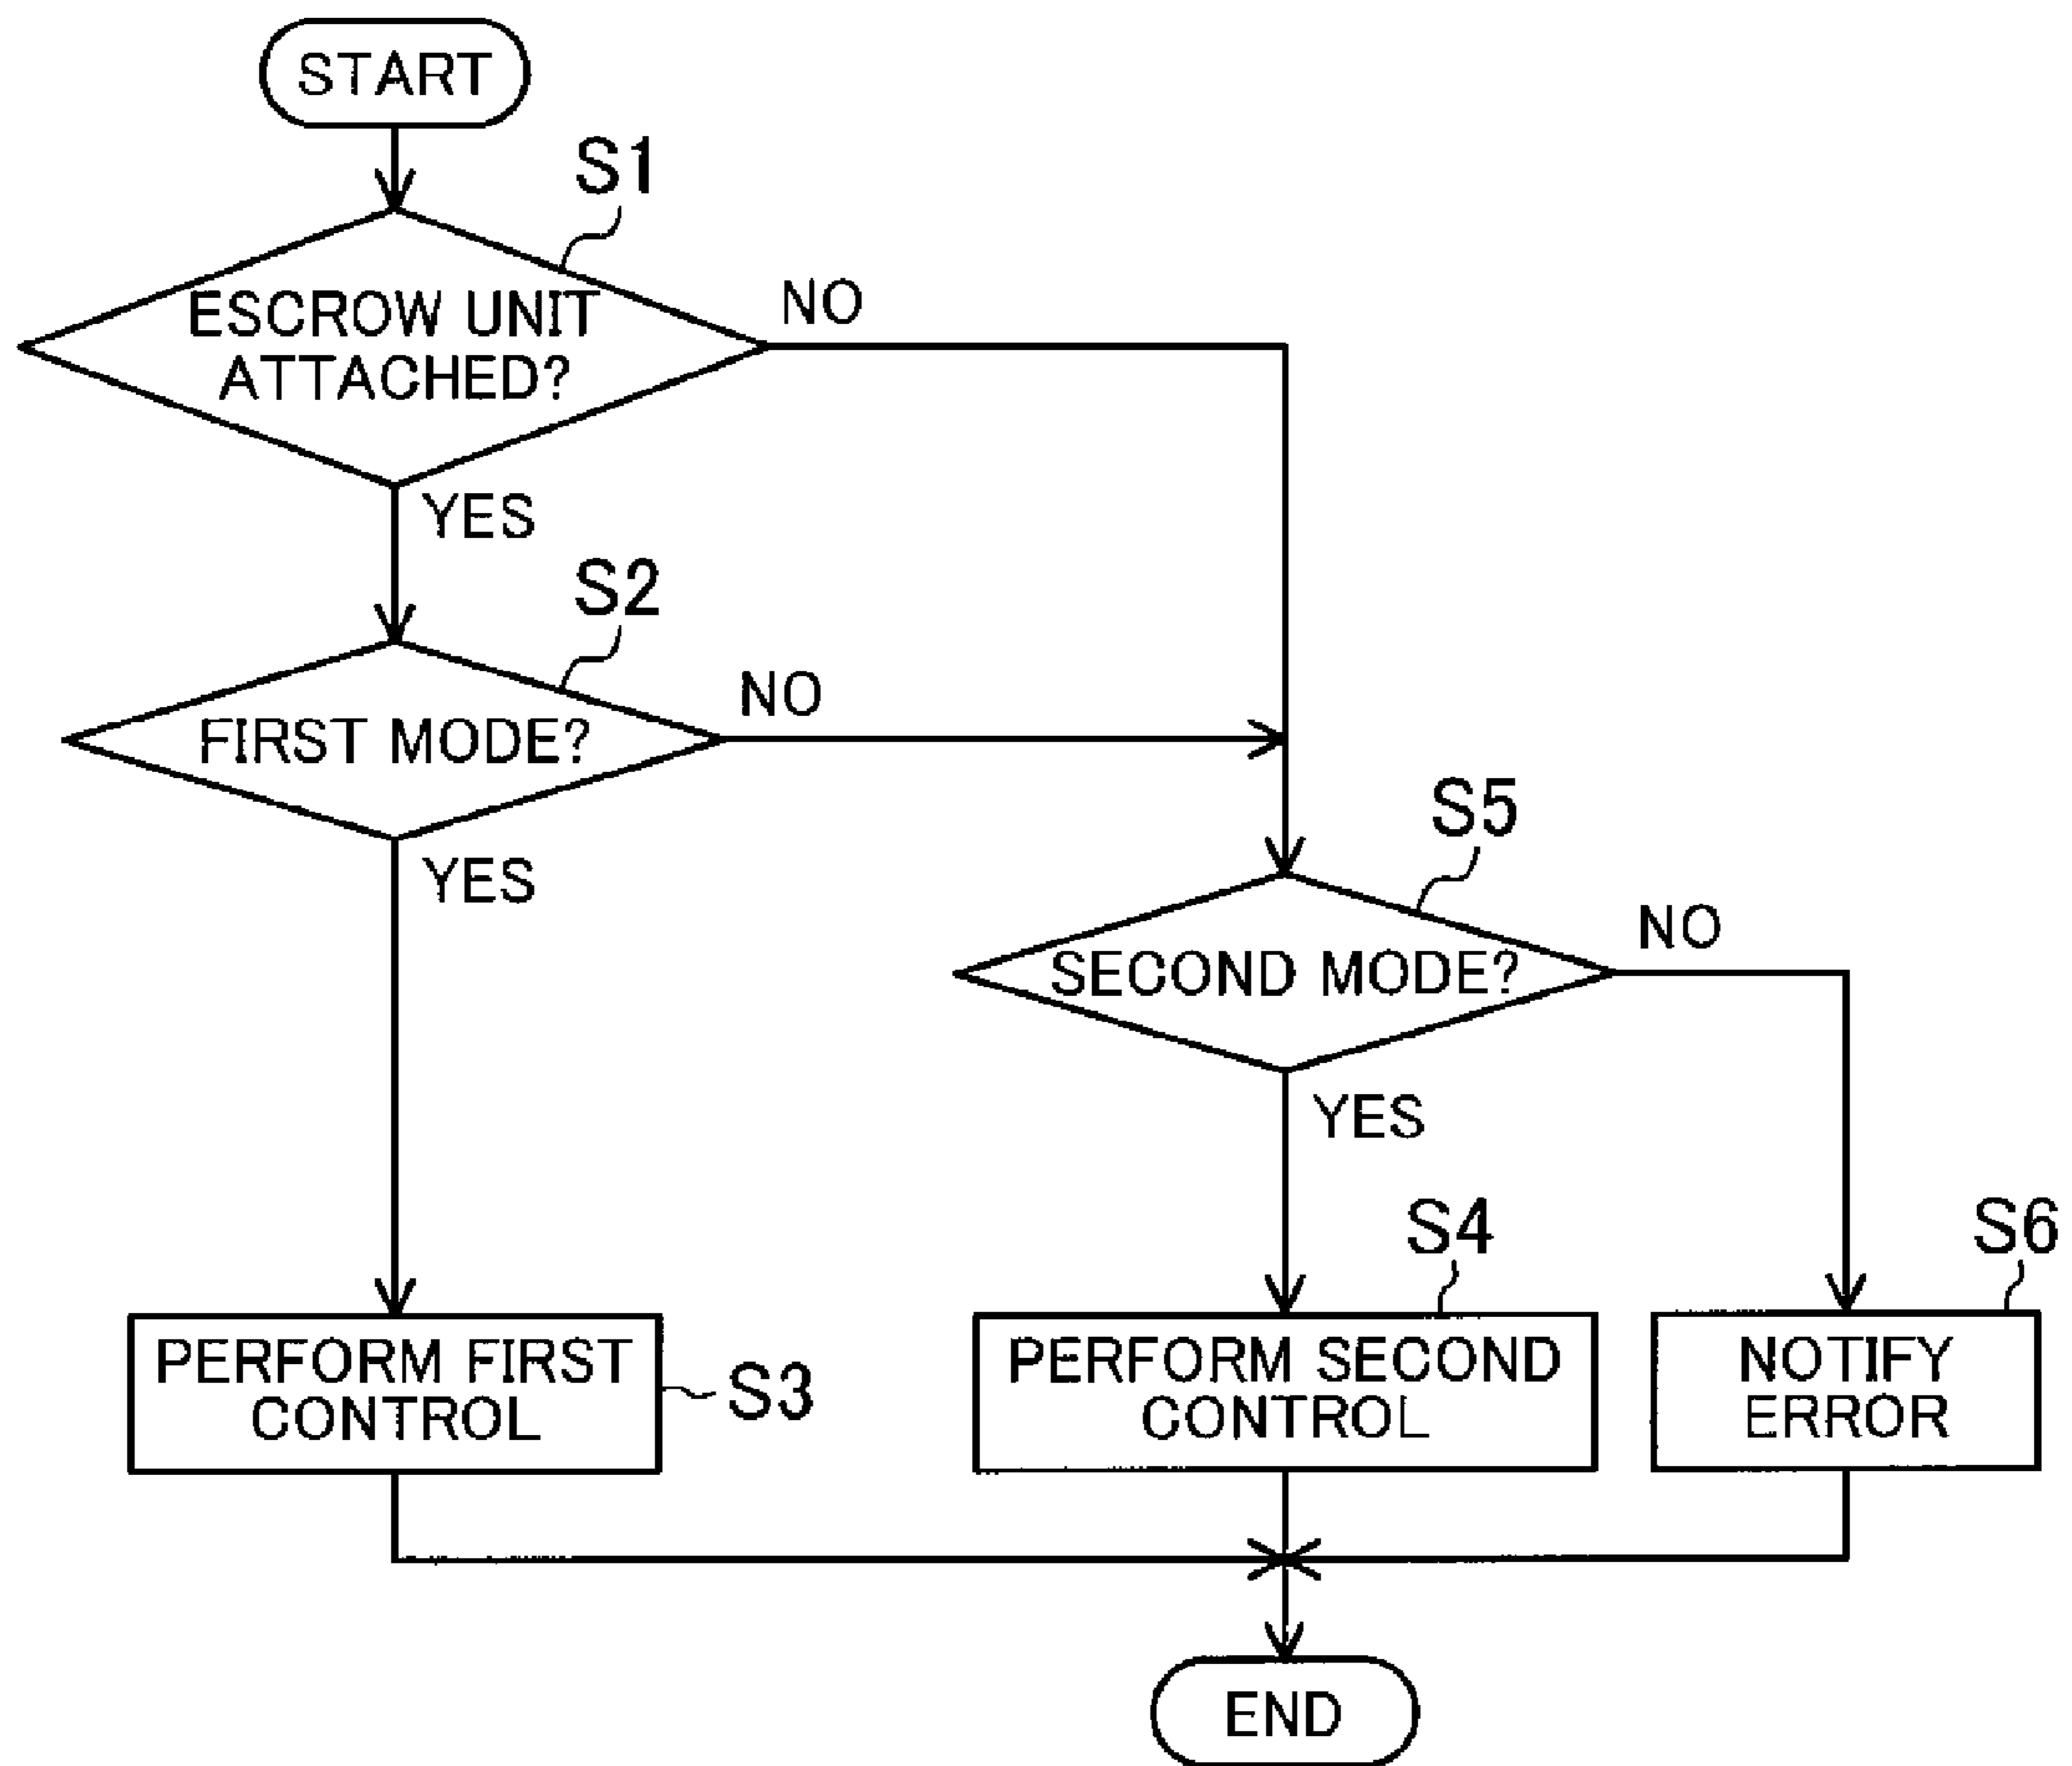 START
S1
ESCROW UNIT
ATTACHED?
NO
YES
S2
FIRST MODE?
NO
YES
S5
SECOND MODE?
NO
YES
PERFORM FIRST
CONTROL
S3
S4
PERFORM SECOND
CONTROL
S6
NOTIFY
ERROR
END